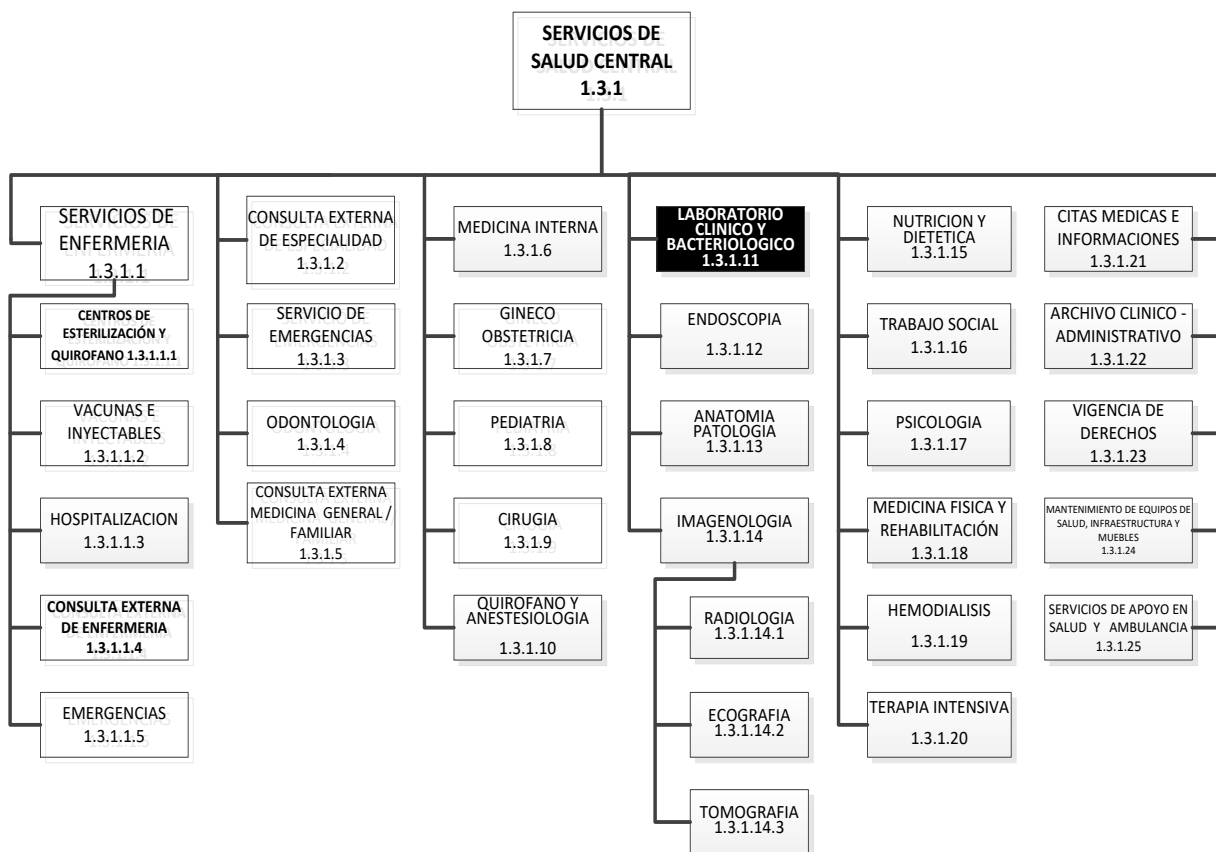 SERVICIOS DE
SALUD CENTRAL
1.3.1
SERVICIOS DE
ENFERMERIA
1.3.1.1
CENTROS DE
ESTERILIZACIÓN Y
QUIROFANO 1.3.1.1.1
VACUNAS E
INYECTABLES
1.3.1.1.2
HOSPITALIZACION
1.3.1.1.3
CONSULTA EXTERNA
DE ENFERMERIA
1.3.1.1.4
EMERGENCIAS
1.3.1.1.5
CONSULTA EXTERNA
DE ESPECIALIDAD
1.3.1.2
SERVICIO DE
EMERGENCIAS
1.3.1.3
ODONTOLOGIA
1.3.1.4
CONSULTA EXTERNA
MEDICINA GENERAL /
FAMILIAR
1.3.1.5
MEDICINA INTERNA
1.3.1.6
GINECO
OBSTETRICIA
1.3.1.7
PEDIATRIA
1.3.1.8
CIRUGIA
1.3.1.9
QUIROFANO Y
ANESTESIOLOGIA
1.3.1.10
LABORATORIO
CLINICO Y
BACTERIOLOGICO
1.3.1.11
ENDOSCOPIA
1.3.1.12
ANATOMIA
PATOLOGIA
1.3.1.13
IMAGENOLOGIA
1.3.1.14
RADIOLOGIA
1.3.1.14.1
ECOGRAFIA
1.3.1.14.2
TOMOGRAFIA
1.3.1.14.3
NUTRICION Y
DIETETICA
1.3.1.15
TRABAJO SOCIAL
1.3.1.16
PSICOLOGIA
1.3.1.17
MEDICINA FISICA Y
REHABILITACIÓN
1.3.1.18
HEMODIALISIS
1.3.1.19
TERAPIA INTENSIVA
1.3.1.20
CITAS MEDICAS E
INFORMACIONES
1.3.1.21
ARCHIVO CLINICO -
ADMINISTRATIVO
1.3.1.22
VIGENCIA DE
DERECHOS
1.3.1.23
MANTENIMIENTO DE EQUIPOS DE
SALUD, INFRAESTRUCTURA Y
MUEBLES
1.3.1.24
SERVICIOS DE APOYO EN
SALUD Y AMBULANCIA
1.3.1.25